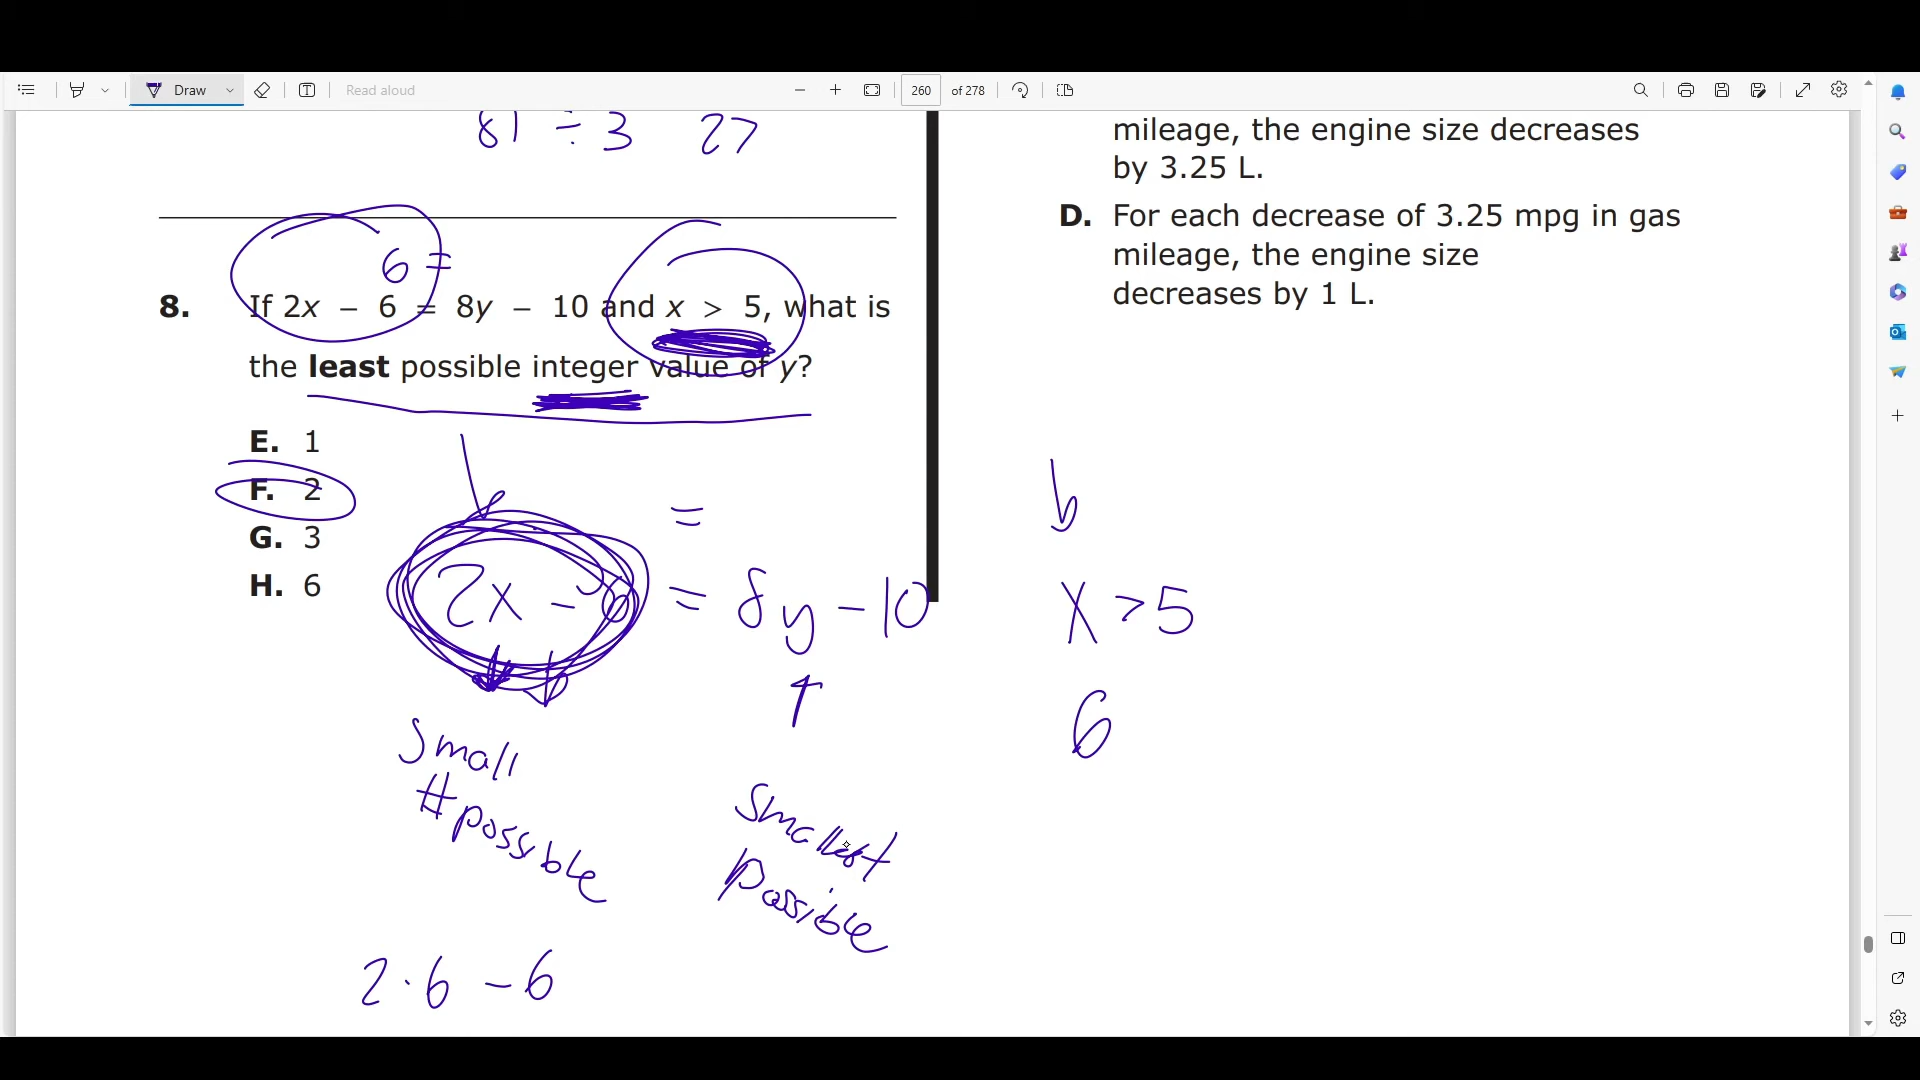 Draw
Read aloud
260 of 278
81 ÷ 3 27
mileage, the engine size decreases
by 3.25 L.
D. For each decrease of 3.25 mpg in gas
mileage, the engine size
decreases by 1 L.
6 =
8. If 2x – 6 = 8y – 10 and x > 5, what is
the least possible integer value of y?
E. 1
F. 2
G. 3
H. 6
=
2x - 6 = 8y - 10
x > 5
6
Small
# possible
Smallest
possible
2·6 - 6